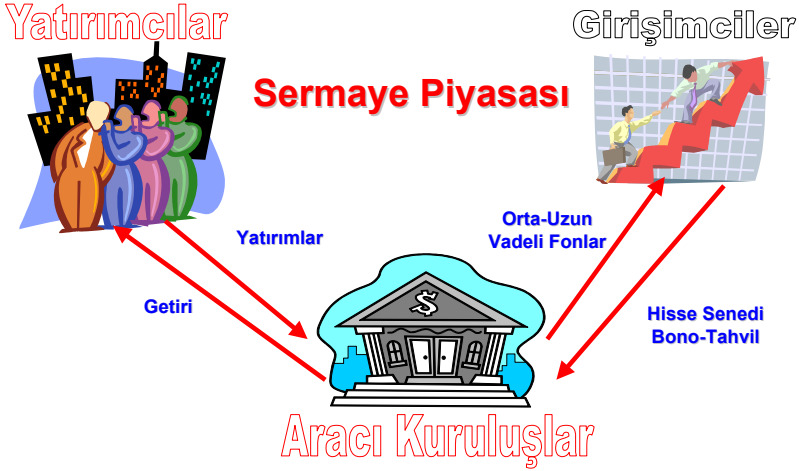 Yatırımcılar
Girişimciler
Sermaye Piyasası
Yatırımlar
Orta-Uzun
Vadeli Fonlar
Getiri
Hisse Senedi
Bono-Tahvil
$
Aracı Kuruluşlar